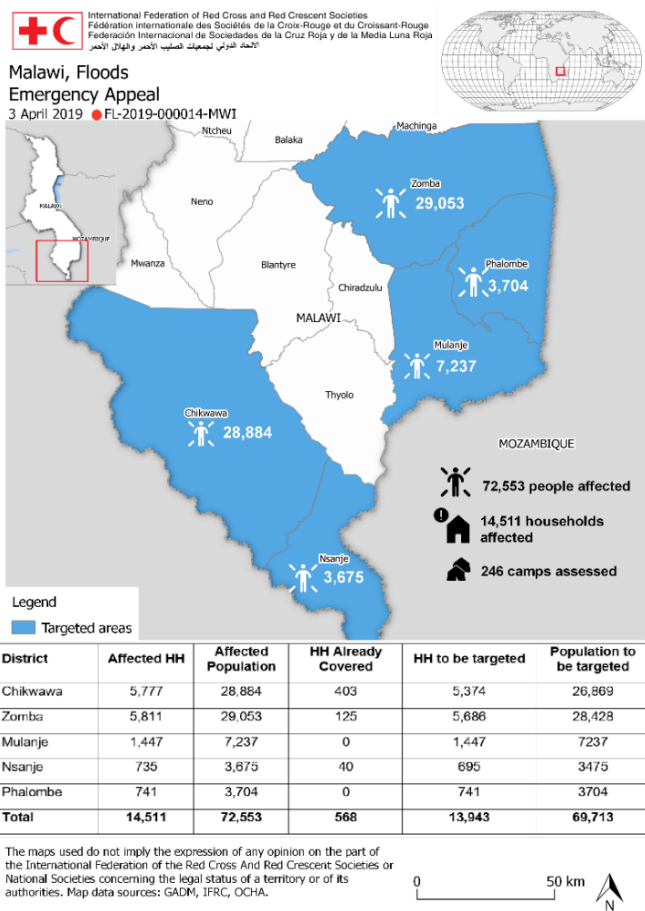 International Federation of Red Cross and Red Crescent Societies
Fédération internationale des Sociétés de la Croix-Rouge et du Croissant-Rouge
Federación Internacional de Sociedades de la Cruz Roja y de la Media Luna Roja
الاتحاد الدولي لجمعيات الصليب الأحمر والهلال الأحمر
Malawi, Floods
Emergency Appeal
3 April 2019 FL-2019-000014-MWI
Ntcheu
Balaka
Machinga
Zomba
29,053
Neno
MALAWI
MOZAMBIQUE
Mwanza
Blantyre
Chiradzulu
Phalombe
3,704
MALAWI
Mulanje
7,237
Thyolo
Chikwawa
28,884
MOZAMBIQUE
72,553 people affected
14,511 households
affected
246 camps assessed
Nsanje
3,675
Legend
Targeted areas
District Affected HH Affected Population HH Already Covered HH to be targeted Population to be targeted
Chikwawa 5,777 28,884 403 5,374 26,869
Zomba 5,811 29,053 125 5,686 28,428
Mulanje 1,447 7,237 0 1,447 7237
Nsanje 735 3,675 40 695 3475
Phalombe 741 3,704 0 741 3704
Total 14,511 72,553 568 13,943 69,713
The maps used do not imply the expression of any opinion on the part of
the International Federation of the Red Cross And Red Crescent Societies or
National Societies concerning the legal status of a territory or of its
authorities. Map data sources: GADM, IFRC, OCHA.
0 50 km
N